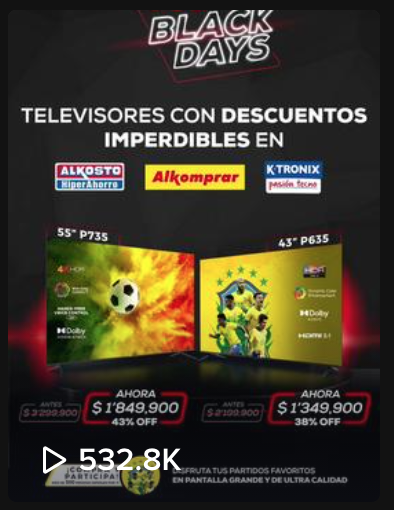 BLACK
DAYS
TELEVISORES CON DESCUENTOS
IMPERDIBLES EN
ALKOSTO
HiperAhorro
Alkomprar
K-TRONIX
pasión tecno
55" P735
43" P635
4K HDR
HDR
Dolby
Dolby
HDMI 2.1
ANTES
$3'299,900
AHORA
$1'849,900
43% OFF
ANTES
$2'199,900
AHORA
$1'349,900
38% OFF
532.8K
PARTICIPA!
DISFRUTA TUS PARTIDOS FAVORITOS
EN PANTALLA GRANDE Y DE ULTRA CALIDAD